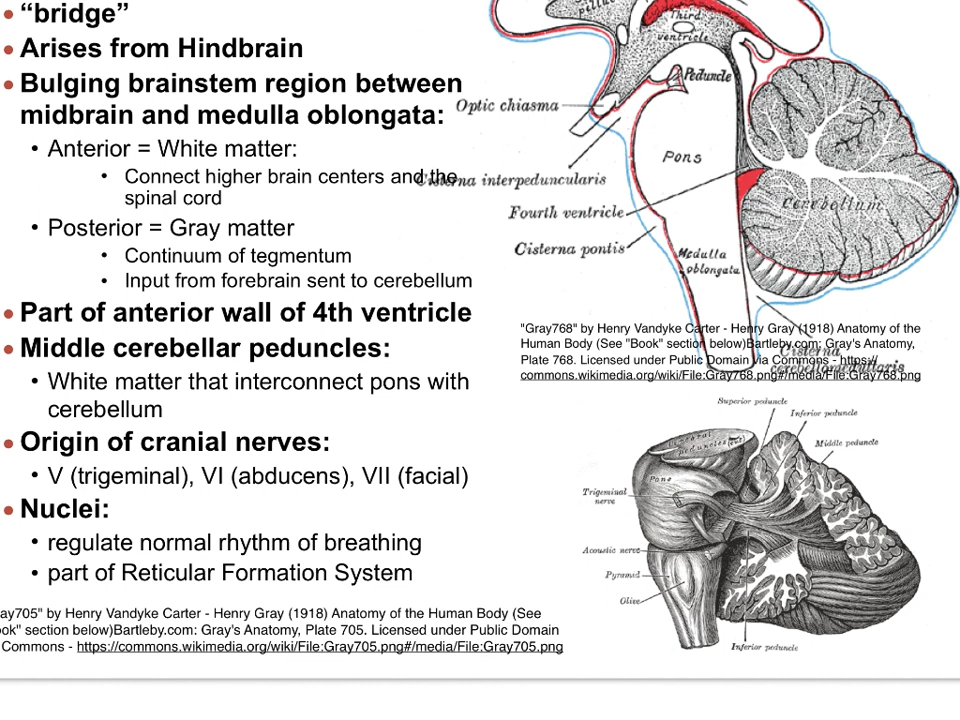 • “bridge”
• Arises from Hindbrain
• Bulging brainstem region between
midbrain and medulla oblongata:
• Anterior = White matter:
• Connect higher brain centers and the
spinal cord
• Posterior = Gray matter
• Continuum of tegmentum
• Input from forebrain sent to cerebellum
• Part of anterior wall of 4th ventricle
• Middle cerebellar peduncles:
• White matter that interconnect pons with
cerebellum
• Origin of cranial nerves:
• V (trigeminal), VI (abducens), VII (facial)
• Nuclei:
• regulate normal rhythm of breathing
• part of Reticular Formation System
ay705" by Henry Vandyke Carter - Henry Gray (1918) Anatomy of the Human Body (See
ook" section below)Bartleby.com: Gray's Anatomy, Plate 705. Licensed under Public Domain
Commons - https://commons.wikimedia.org/wiki/File:Gray705.png#/media/File:Gray705.png
Third
ventricle
Peduncle
Optic chiasma
Pons
Cisterna interpeduncularis
Cerebellum
Fourth ventricle
Cisterna pontis
Medulla
oblongata
Cisterna
cerebellomedullaris
"Gray768" by Henry Vandyke Carter - Henry Gray (1918) Anatomy of the
Human Body (See "Book" section below)Bartleby.com: Gray's Anatomy,
Plate 768. Licensed under Public Domain via Commons - https://
commons.wikimedia.org/wiki/File:Gray768.png#/media/File:Gray768.png
Superior peduncle
Inferior peduncle
Middle peduncle
Cerebral
peduncles (cut)
Pons
Trigeminal
nerve
Acoustic nerve
Pyramid
Olive
Inferior peduncle